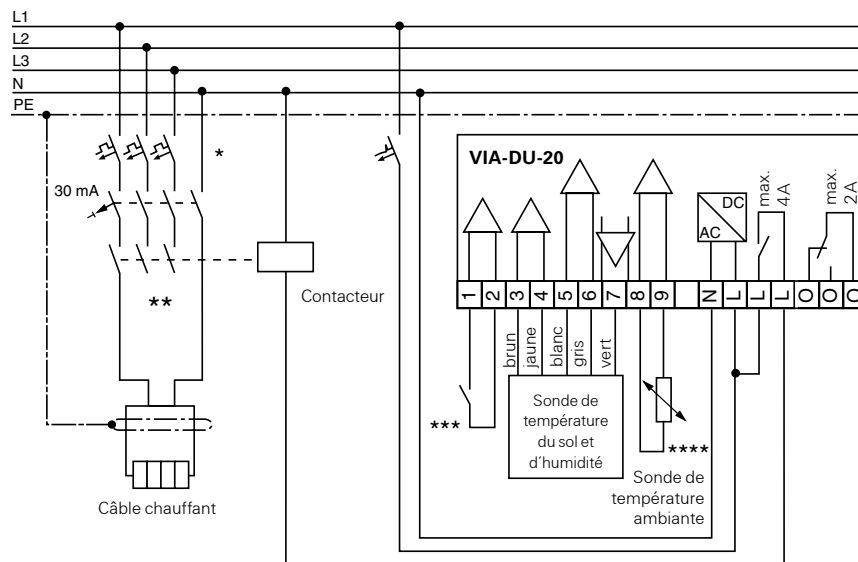 L1
L2
L3
N
PE
*
30 mA
**
Contacteur
Câble chauffant
VIA-DU-20
AC
DC
max.
4A
max.
2A
1
2
3
4
5
6
7
8
9
N
L
L
L
O
O
O
brun
jaune
blanc
gris
vert
***
Sonde de
température
du sol et
d'humidité
****
Sonde de
température
ambiante